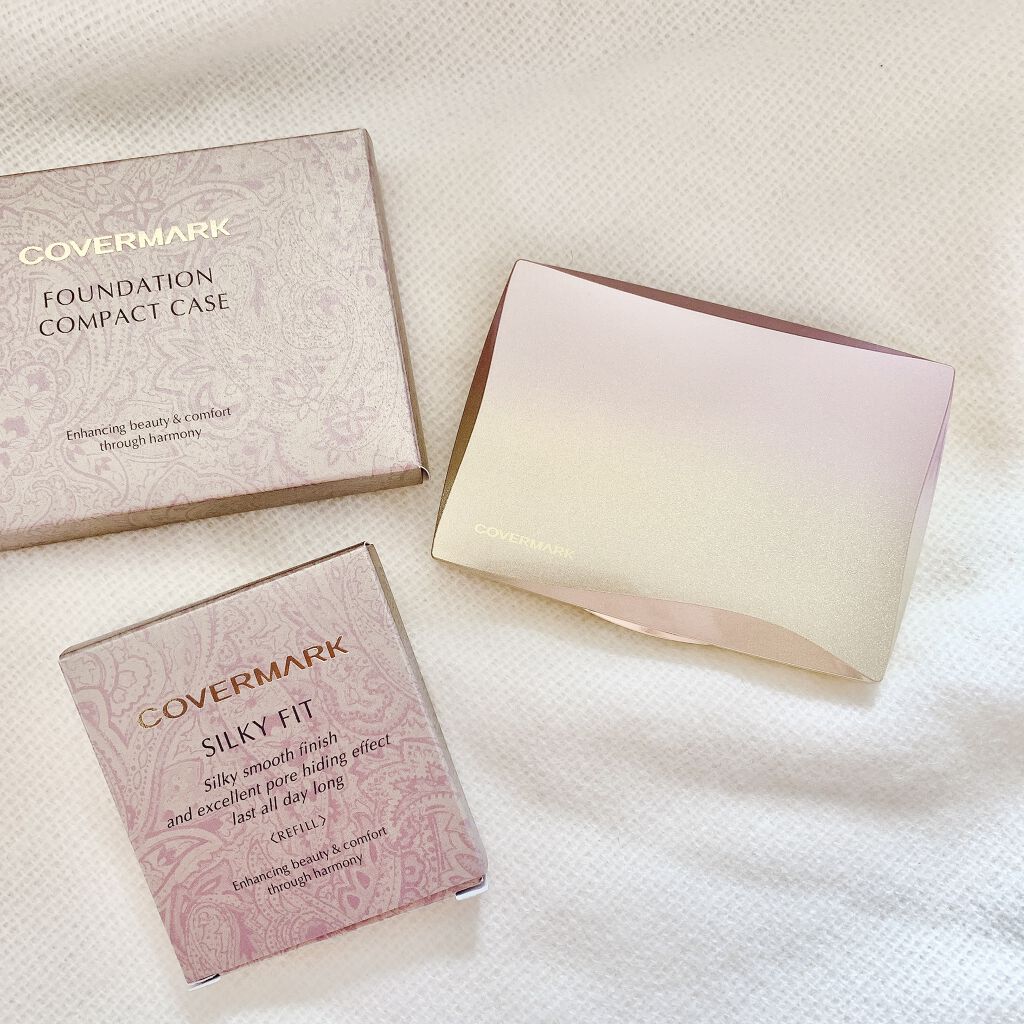 COVERMARK
FOUNDATION
COMPACT CASE
Enhancing beauty & comfort
through harmony
COVERMARK
COVERMARK
SILKY FIT
Silky smooth finish
and excellent pore hiding effect
last all day long
〈REFILL〉
Enhancing beauty & comfort
through harmony